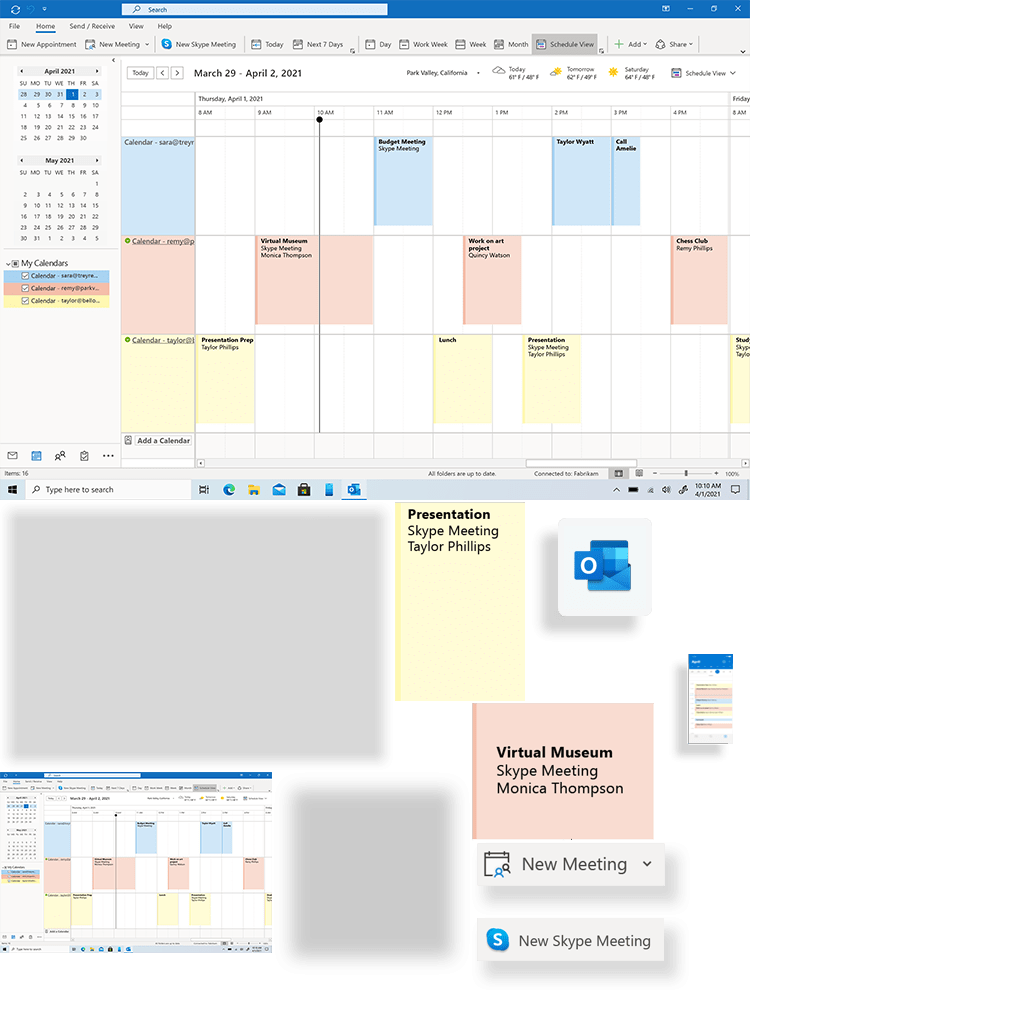 Search
File Home Send / Receive View Help
New Appointment New Meeting New Skype Meeting Today Next 7 Days Day Work Week Week Month Schedule View Add Share
April 2021
SU MO TU WE TH FR SA
28 29 30 31 1 2 3
4 5 6 7 8 9 10
11 12 13 14 15 16 17
18 19 20 21 22 23 24
25 26 27 28 29 30
May 2021
SU MO TU WE TH FR SA
1
2 3 4 5 6 7 8
9 10 11 12 13 14 15
16 17 18 19 20 21 22
23 24 25 26 27 28 29
30 31 1 2 3 4 5
My Calendars
Calendar - sara@treyre...
Calendar - remy@parkv...
Calendar - taylor@bello...
Today March 29 - April 2, 2021 Park Valley, California
Today
61° F / 48° F
Tomorrow
62° F / 49° F
Saturday
64° F / 48° F
Schedule View
Thursday, April 1, 2021 Friday
8 AM 9 AM 10 AM 11 AM 12 PM 1 PM 2 PM 3 PM 4 PM 8 AM
Calendar - sara@treyr
Budget Meeting
Skype Meeting
Taylor Wyatt
Call
Amelie
Calendar - remy@p
Virtual Museum
Skype Meeting
Monica Thompson
Work on art
project
Quincy Watson
Chess Club
Remy Phillips
Calendar - taylor@b
Presentation Prep
Taylor Phillips
Lunch
Presentation
Skype Meeting
Taylor Phillips
Stud
Skype
Taylo
Add a Calendar
Items: 16 All folders are up to date. Connected to: Fabrikam 100%
Type here to search
10:10 AM
4/1/2021
Presentation
Skype Meeting
Taylor Phillips
O
April
Virtual Museum
Skype Meeting
Monica Thompson
New Meeting
S New Skype Meeting
March 29 - April 2, 2021